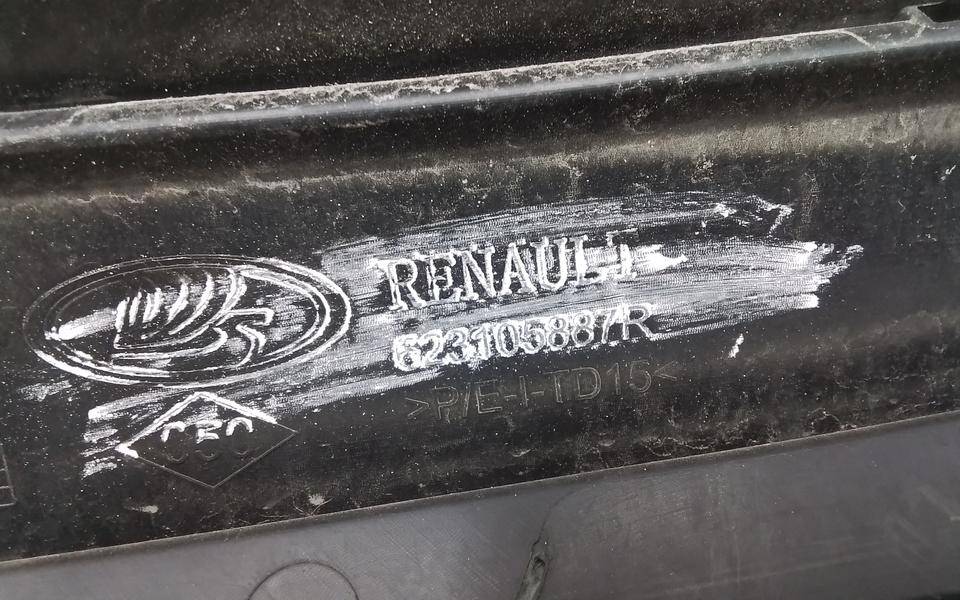 RENAULT
623105887R
>P/E-I-TD15<